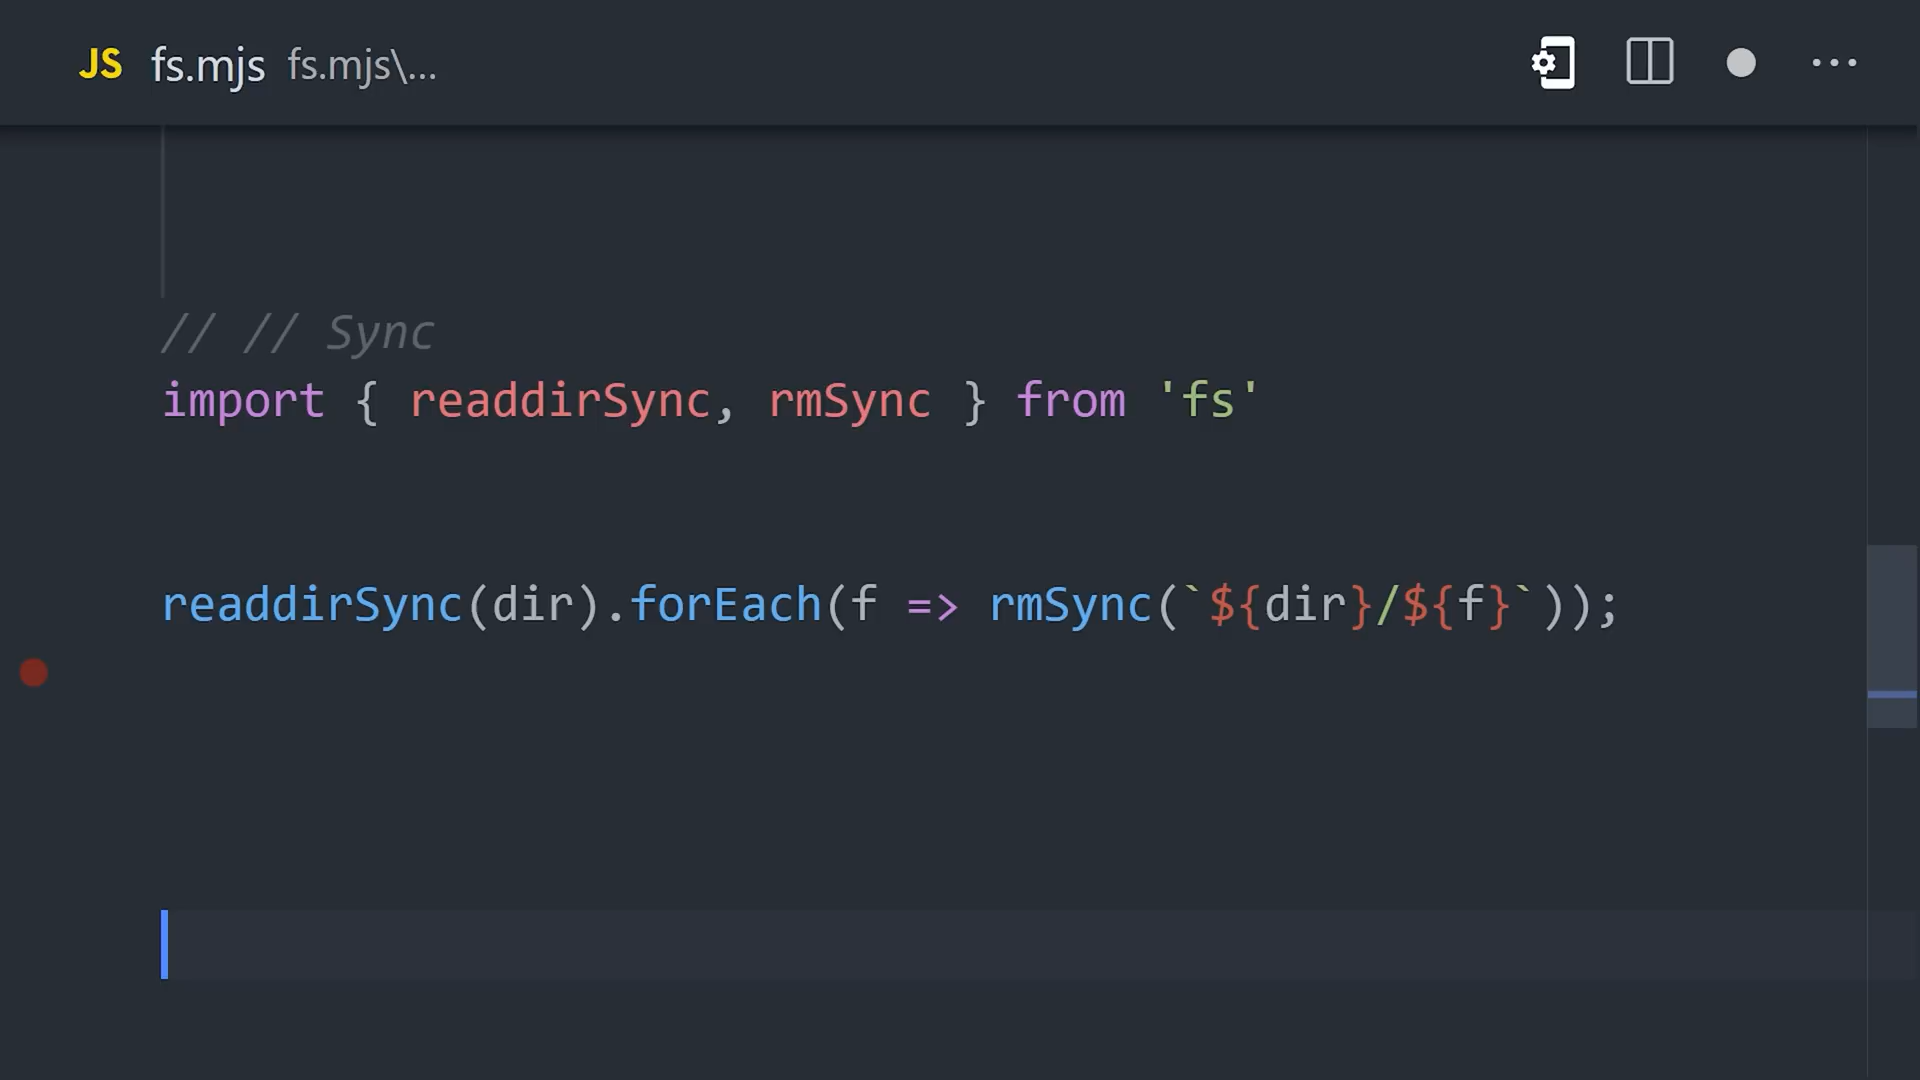 JS fs.mjs fs.mjs\...
// // Sync
import { readdirSync, rmSync } from 'fs'
readdirSync(dir).forEach(f => rmSync(`${dir}/${f}`));